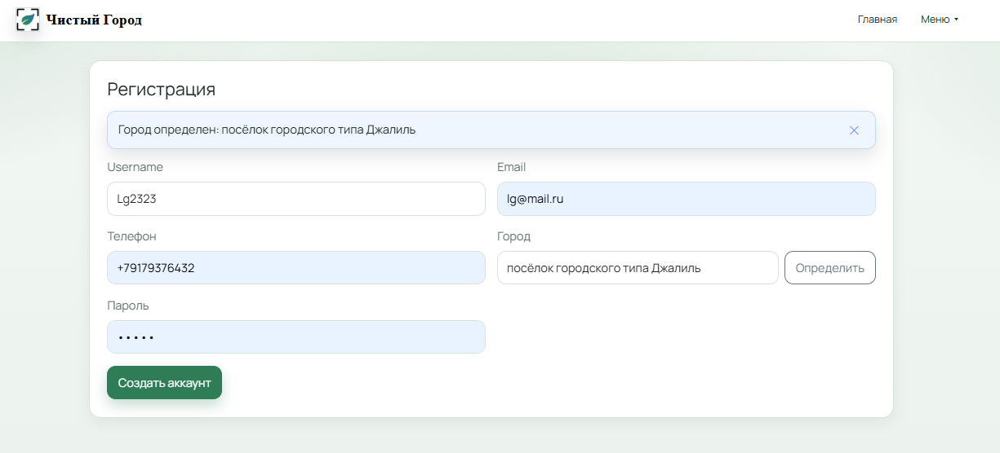 Чистый Город
Главная Меню
Регистрация
Город определен: посёлок городского типа Джалиль
Username Email
Lg2323 lg@mail.ru
Телефон Город
+79179376432 посёлок городского типа Джалиль Определить
Пароль
•••••
Создать аккаунт